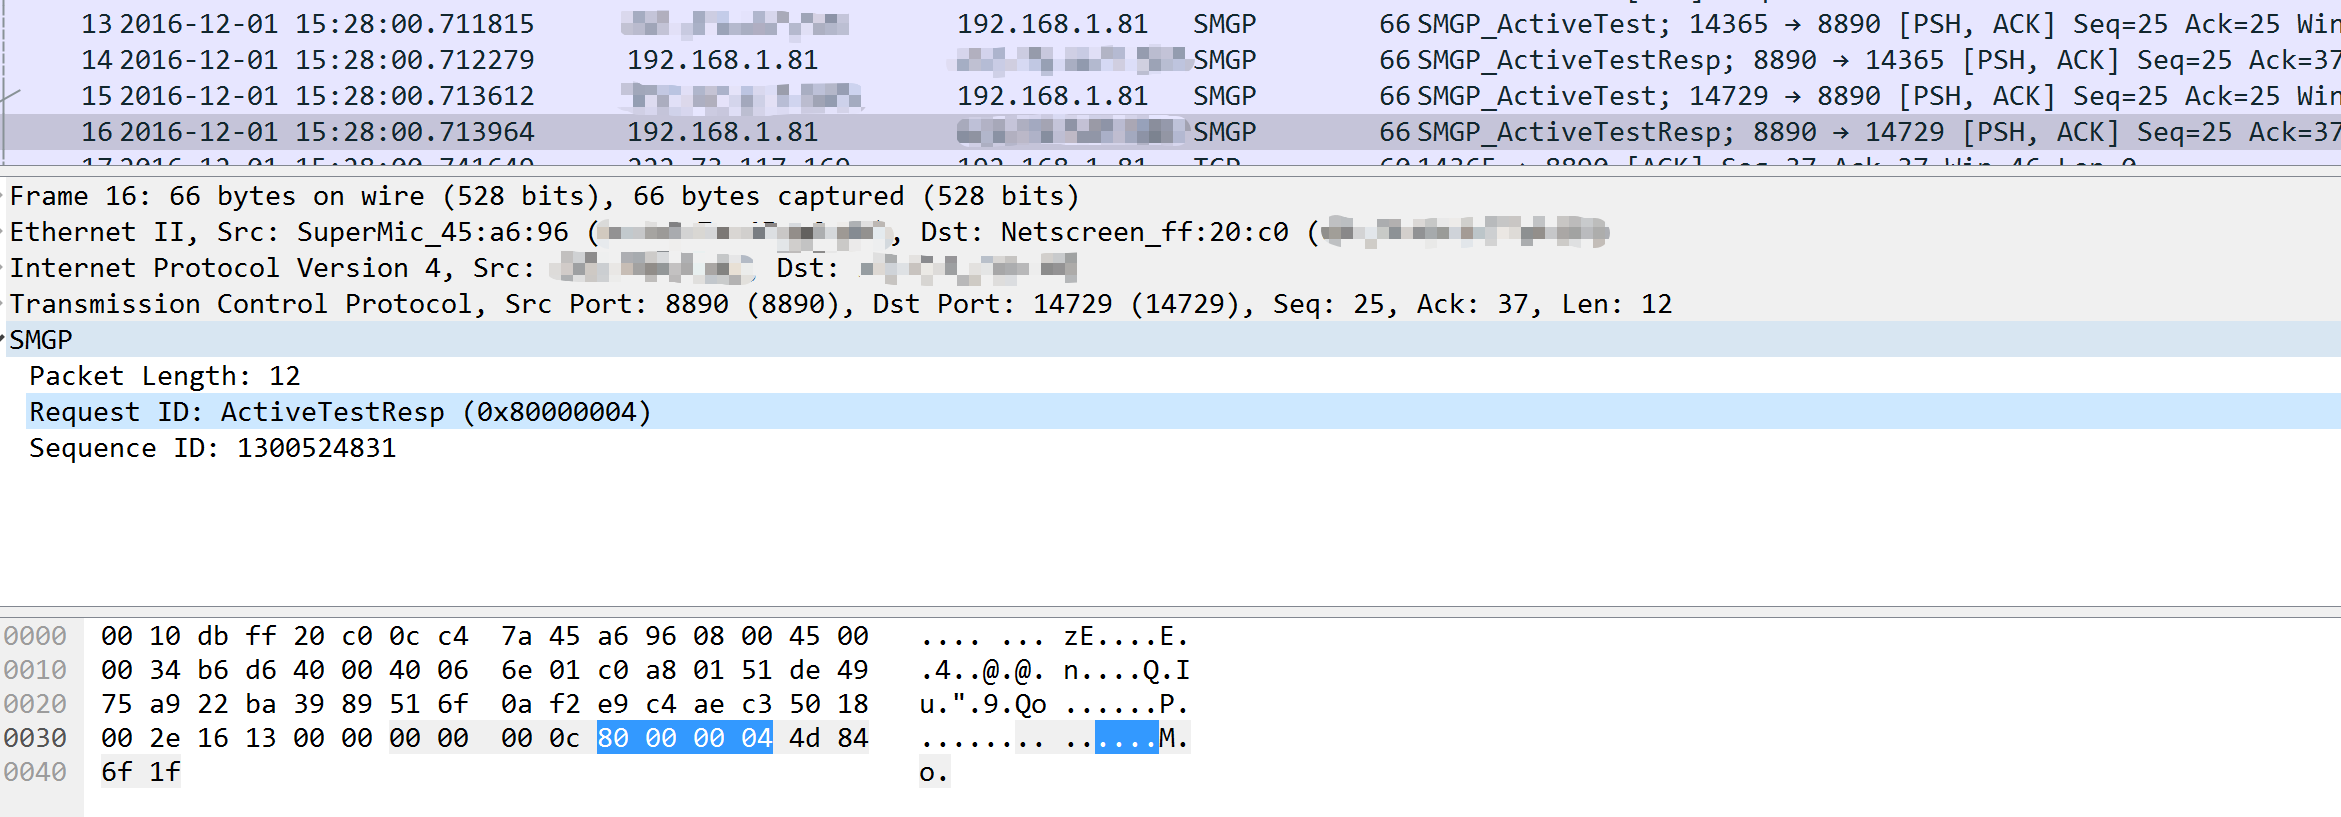 13 2016-12-01 15:28:00.711815 192.168.1.81 SMGP 66 SMGP_ActiveTest; 14365 → 8890 [PSH, ACK] Seq=25 Ack=25 Win
14 2016-12-01 15:28:00.712279 192.168.1.81 SMGP 66 SMGP_ActiveTestResp; 8890 → 14365 [PSH, ACK] Seq=25 Ack=37
15 2016-12-01 15:28:00.713612 192.168.1.81 SMGP 66 SMGP_ActiveTest; 14729 → 8890 [PSH, ACK] Seq=25 Ack=25 Win
16 2016-12-01 15:28:00.713964 192.168.1.81 SMGP 66 SMGP_ActiveTestResp; 8890 → 14729 [PSH, ACK] Seq=25 Ack=37
Frame 16: 66 bytes on wire (528 bits), 66 bytes captured (528 bits)
Ethernet II, Src: SuperMic_45:a6:96 ( , Dst: Netscreen_ff:20:c0 (
Internet Protocol Version 4, Src: Dst:
Transmission Control Protocol, Src Port: 8890 (8890), Dst Port: 14729 (14729), Seq: 25, Ack: 37, Len: 12
SMGP
Packet Length: 12
Request ID: ActiveTestResp (0x80000004)
Sequence ID: 1300524831
0000 00 10 db ff 20 c0 0c c4 7a 45 a6 96 08 00 45 00 .... ... zE....E.
0010 00 34 b6 d6 40 00 40 06 6e 01 c0 a8 01 51 de 49 .4..@.@. n....Q.I
0020 75 a9 22 ba 39 89 51 6f 0a f2 e9 c4 ae c3 50 18 u.".9.Qo ......P.
0030 00 2e 16 13 00 00 00 00 00 0c 80 00 00 04 4d 84 ........ ......M.
0040 6f 1f o.